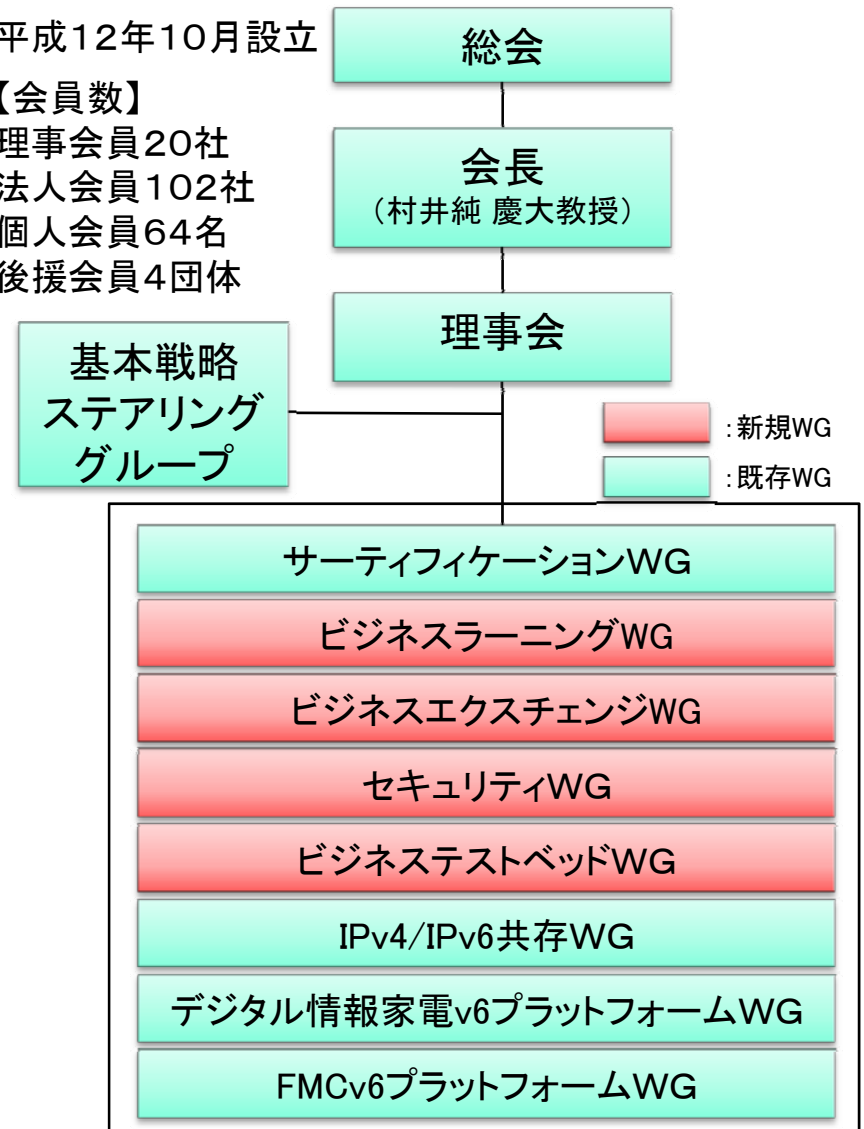 平成12年10月設立
【会員数】
理事会員20社
法人会員102社
個人会員64名
後援会員4団体
総会
会長
（村井純 慶大教授）
理事会
基本戦略
ステアリング
グループ
：新規WG
：既存WG
サーティフィケーションWG
ビジネスラーニングWG
ビジネスエクスチェンジWG
セキュリティWG
ビジネステストベッドWG
IPv4/IPv6共存WG
デジタル情報家電v6プラットフォームWG
FMCv6プラットフォームWG